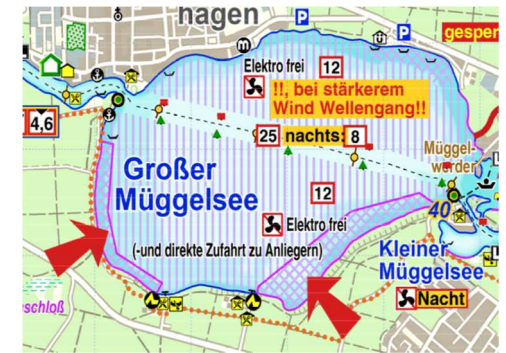 hagen
P
P
gesper
Elektro frei
12
m
!!, bei stärkerem
Wind Wellengang!!
4,6
25 nachts: 8
Müggel-
werder
Großer
Müggelsee
12
40
Elektro frei
(-und direkte Zufahrt zu Anliegern)
Kleiner
Müggelsee
schloß
Nacht